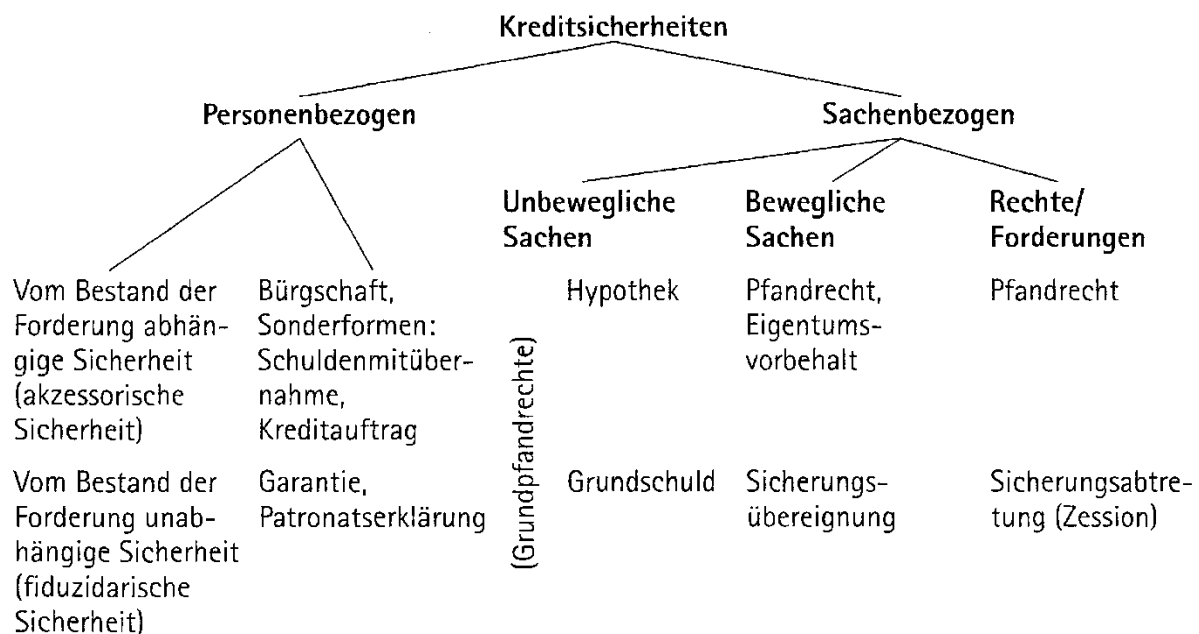 Kreditsicherheiten
Personenbezogen
Sachenbezogen
Unbewegliche
Sachen
Bewegliche
Sachen
Rechte/
Forderungen
Vom Bestand der
Forderung abhän-
gige Sicherheit
(akzessorische
Sicherheit)
Bürgschaft,
Sonderformen:
Schuldenmitüber-
nahme,
Kreditauftrag
(Grundpfandrechte)
Hypothek
Pfandrecht,
Eigentums-
vorbehalt
Pfandrecht
Vom Bestand der
Forderung unab-
hängige Sicherheit
(fiduzidarische
Sicherheit)
Garantie,
Patronatserklärung
Grundschuld
Sicherungs-
übereignung
Sicherungsabtre-
tung (Zession)